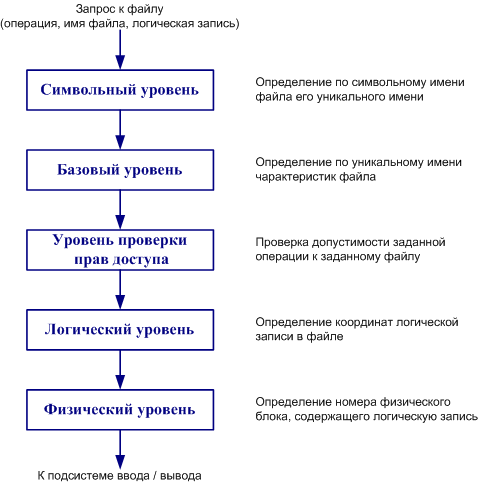 Запрос к файлу
(операция, имя файла, логическая запись)
Символьный уровень
Определение по символьному имени
файла его уникального имени
Базовый уровень
Определение по уникальному имени
чарактеристик файла
Уровень проверки
прав доступа
Проверка допустимости заданной
операции к заданному файлу
Логический уровень
Определение координат логической
записи в файле
Физический уровень
Определение номера физического
блока, содержащего логическую запись
К подсистеме ввода / вывода